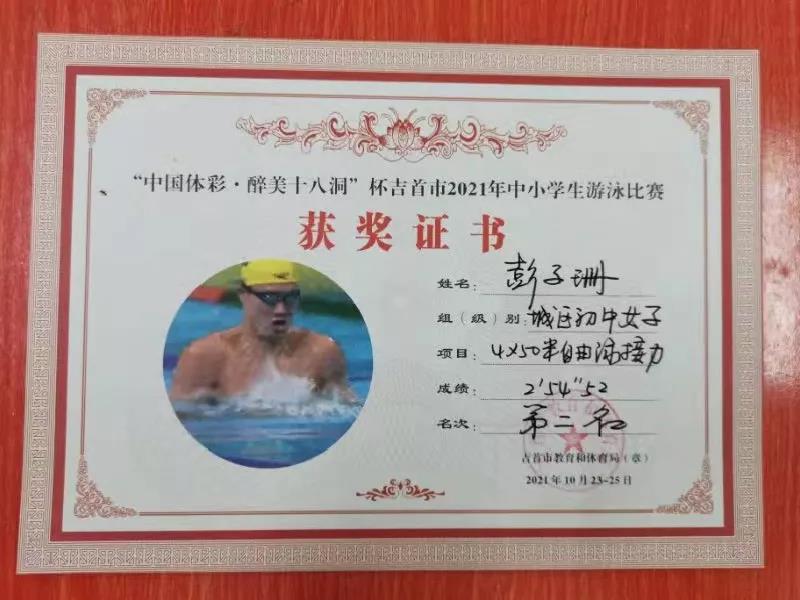 “中国体彩·醉美十八洞”杯吉首市2021年中小学生游泳比赛
获奖证书
姓名: 彭子珊
组(级)别: 城区初中女子
项目: 4×50米自由泳接力
成绩: 2'54"52
名次: 第二名
吉首市教育和体育局(章)
2021年10月23-25日